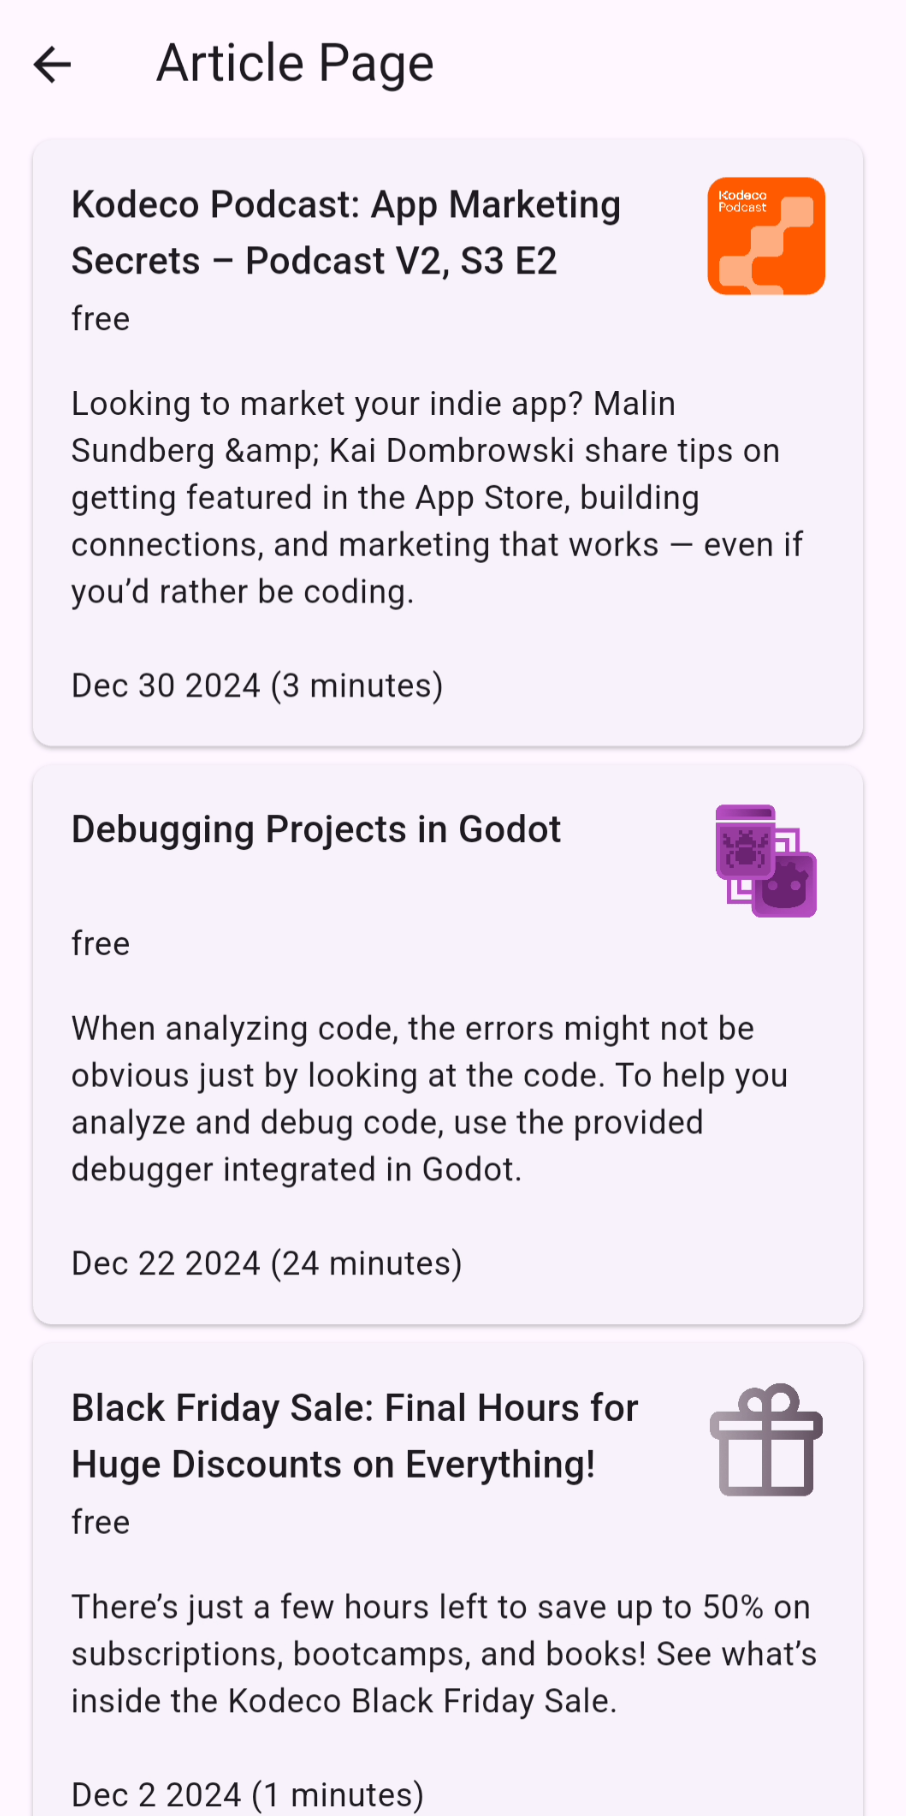 Article Page
Kodeco Podcast: App Marketing
Secrets – Podcast V2, S3 E2
Kodeco
Podcast
free
Looking to market your indie app? Malin
Sundberg &amp; Kai Dombrowski share tips on
getting featured in the App Store, building
connections, and marketing that works — even if
you’d rather be coding.
Dec 30 2024 (3 minutes)
Debugging Projects in Godot
free
When analyzing code, the errors might not be
obvious just by looking at the code. To help you
analyze and debug code, use the provided
debugger integrated in Godot.
Dec 22 2024 (24 minutes)
Black Friday Sale: Final Hours for
Huge Discounts on Everything!
free
There’s just a few hours left to save up to 50% on
subscriptions, bootcamps, and books! See what’s
inside the Kodeco Black Friday Sale.
Dec 2 2024 (1 minutes)